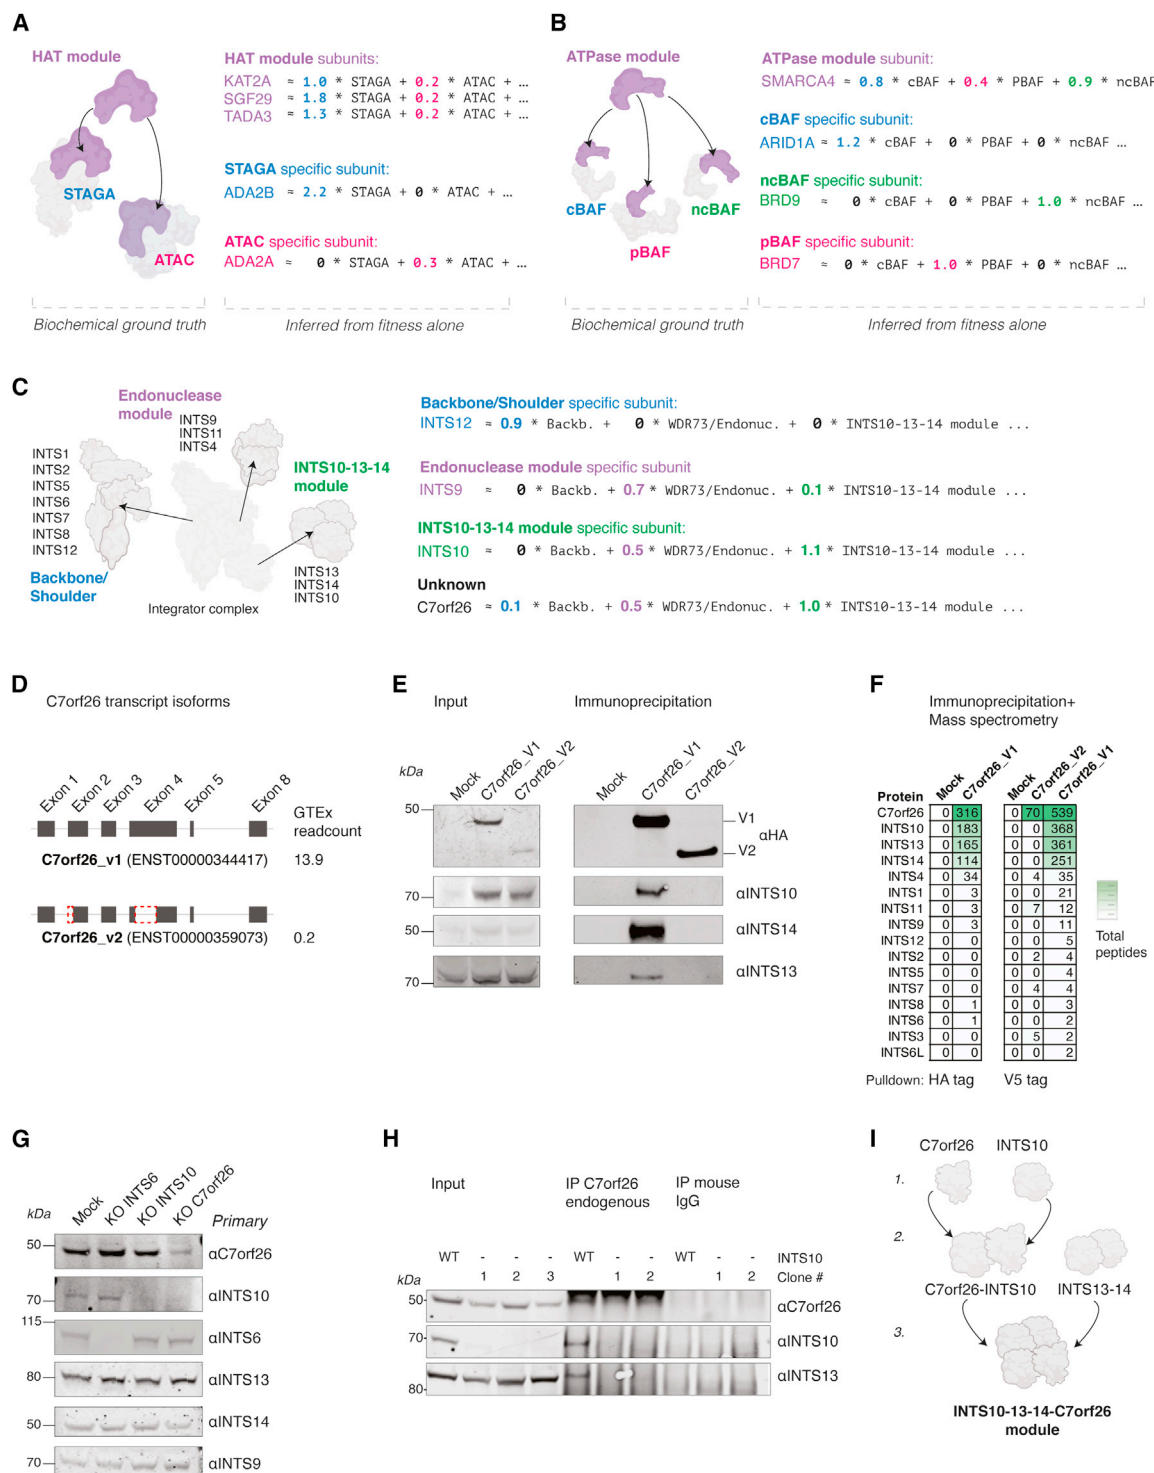 A
HAT module
STAGA
ATAC
Biochemical ground truth
HAT module subunits:
KAT2A ≈ 1.0 * STAGA + 0.2 * ATAC + ...
SGF29 ≈ 1.8 * STAGA + 0.2 * ATAC + ...
TADA3 ≈ 1.3 * STAGA + 0.2 * ATAC + ...
STAGA specific subunit:
ADA2B ≈ 2.2 * STAGA + 0 * ATAC + ...
ATAC specific subunit:
ADA2A ≈ 0 * STAGA + 0.3 * ATAC + ...
Inferred from fitness alone
B
ATPase module
cBAF
pBAF
ncBAF
Biochemical ground truth
ATPase module subunit:
SMARCA4 ≈ 0.8 * cBAF + 0.4 * PBAF + 0.9 * ncBAF
cBAF specific subunit:
ARID1A ≈ 1.2 * cBAF + 0 * PBAF + 0 * ncBAF ...
ncBAF specific subunit:
BRD9 ≈ 0 * cBAF + 0 * PBAF + 1.0 * ncBAF ...
pBAF specific subunit:
BRD7 ≈ 0 * cBAF + 1.0 * PBAF + 0 * ncBAF ...
Inferred from fitness alone
C
Endonuclease
module
INTS9
INTS11
INTS4
INTS1
INTS2
INTS5
INTS6
INTS7
INTS8
INTS12
Backbone/
Shoulder
Integrator complex
INTS10-13-14
module
INTS13
INTS14
INTS10
Backbone/Shoulder specific subunit:
INTS12 ≈ 0.9 * Backb. + 0 * WDR73/Endonuc. + 0 * INTS10-13-14 module ...
Endonuclease module specific subunit
INTS9 ≈ 0 * Backb. + 0.7 * WDR73/Endonuc. + 0.1 * INTS10-13-14 module ...
INTS10-13-14 module specific subunit:
INTS10 ≈ 0 * Backb. + 0.5 * WDR73/Endonuc. + 1.1 * INTS10-13-14 module ...
Unknown
C7orf26 ≈ 0.1 * Backb. + 0.5 * WDR73/Endonuc. + 1.0 * INTS10-13-14 module ...
D
C7orf26 transcript isoforms
Exon 1 Exon 2 Exon 3 Exon 4 Exon 5 Exon 8
GTEx
readcount
C7orf26_v1 (ENST00000344417) 13.9
C7orf26_v2 (ENST00000359073) 0.2
E
Input Immunoprecipitation
kDa Mock C7orf26_V1 C7orf26_V2 Mock C7orf26_V1 C7orf26_V2
50
V1
αHA
V2
70 αINTS10
50 αINTS14
αINTS13
70
F
Immunoprecipitation+
Mass spectrometry
Protein Mock C7orf26_V1 Mock C7orf26_V2 C7orf26_V1
C7orf26 0 316 0 70 539
INTS10 0 183 0 0 368
INTS13 0 165 0 0 361
INTS14 0 114 0 0 251
INTS4 0 34 0 4 35
INTS1 0 3 0 0 21
INTS11 0 3 0 7 12
INTS9 0 3 0 0 11
INTS12 0 0 0 0 5
INTS2 0 0 0 2 4
INTS5 0 0 0 0 4
INTS7 0 0 0 4 4
INTS8 0 1 0 0 3
INTS6 0 1 0 0 2
INTS3 0 0 0 5 2
INTS6L 0 0 0 0 2
Pulldown: HA tag V5 tag
Total
peptides
G
kDa Mock KO INTS6 KO INTS10 KO C7orf26 Primary
50 αC7orf26
αINTS10
70
115
αINTS6
80 αINTS13
50 αINTS14
70 αINTS9
H
Input
IP C7orf26
endogenous
IP mouse
IgG
WT - - - WT - - WT - - INTS10
1 2 3 1 2 1 2 Clone #
kDa
50 αC7orf26
70 αINTS10
αINTS13
80
I
C7orf26 INTS10
1.
2.
C7orf26-INTS10 INTS13-14
3.
INTS10-13-14-C7orf26
module